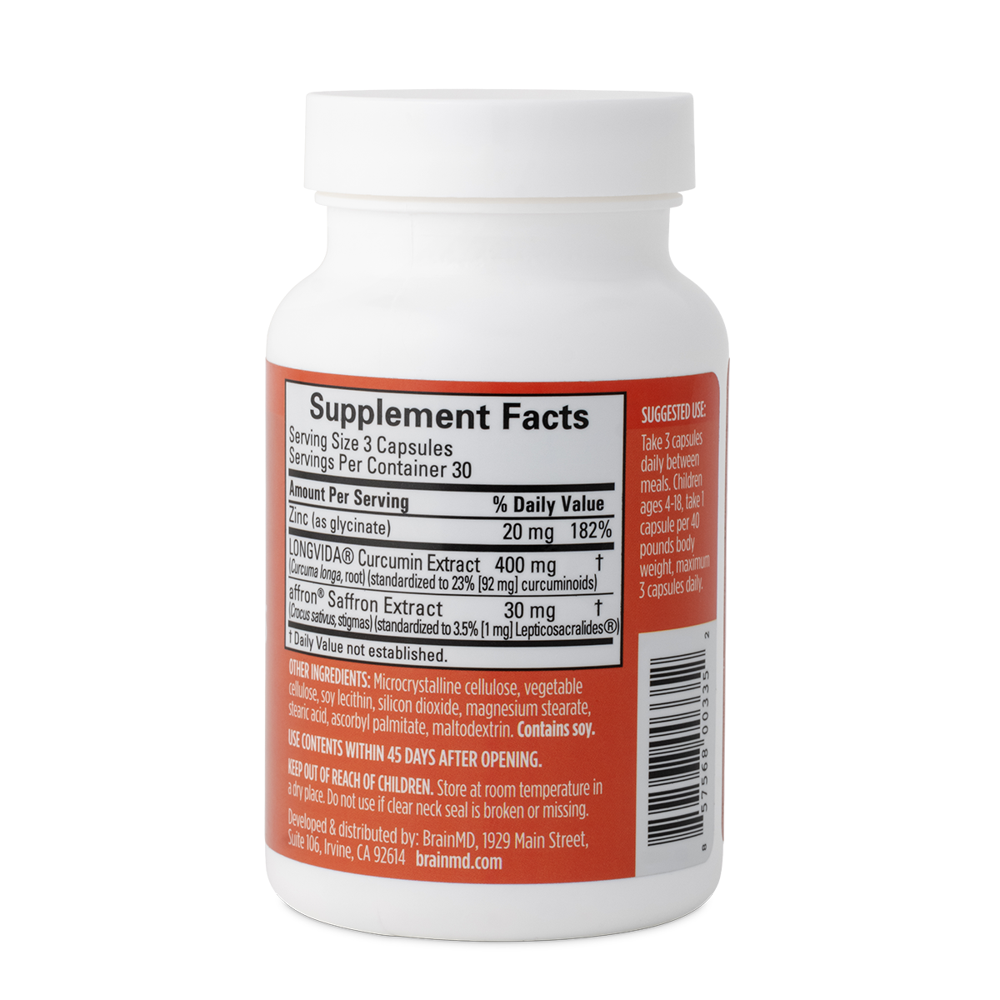 Supplement Facts
Serving Size 3 Capsules
Servings Per Container 30
Amount Per Serving % Daily Value
Zinc (as glycinate) 20 mg 182%
LONGVIDA® Curcumin Extract 400 mg †
(Curcuma longa, root) (standardized to 23% [92 mg] curcuminoids)
affron® Saffron Extract 30 mg †
(Crocus sativus, stigmas) (standardized to 3.5% [1 mg] Lepticosacralides®)
† Daily Value not established.
OTHER INGREDIENTS: Microcrystalline cellulose, vegetable
cellulose, soy lecithin, silicon dioxide, magnesium stearate,
stearic acid, ascorbyl palmitate, maltodextrin. Contains soy.
USE CONTENTS WITHIN 45 DAYS AFTER OPENING.
KEEP OUT OF REACH OF CHILDREN. Store at room temperature in
a dry place. Do not use if clear neck seal is broken or missing.
Developed & distributed by: BrainMD, 1929 Main Street,
Suite 106, Irvine, CA 92614 brainmd.com
SUGGESTED USE:
Take 3 capsules
daily between
meals. Children
ages 4-18, take 1
capsule per 40
pounds body
weight, maximum
3 capsules daily.
8 57568 00335 2